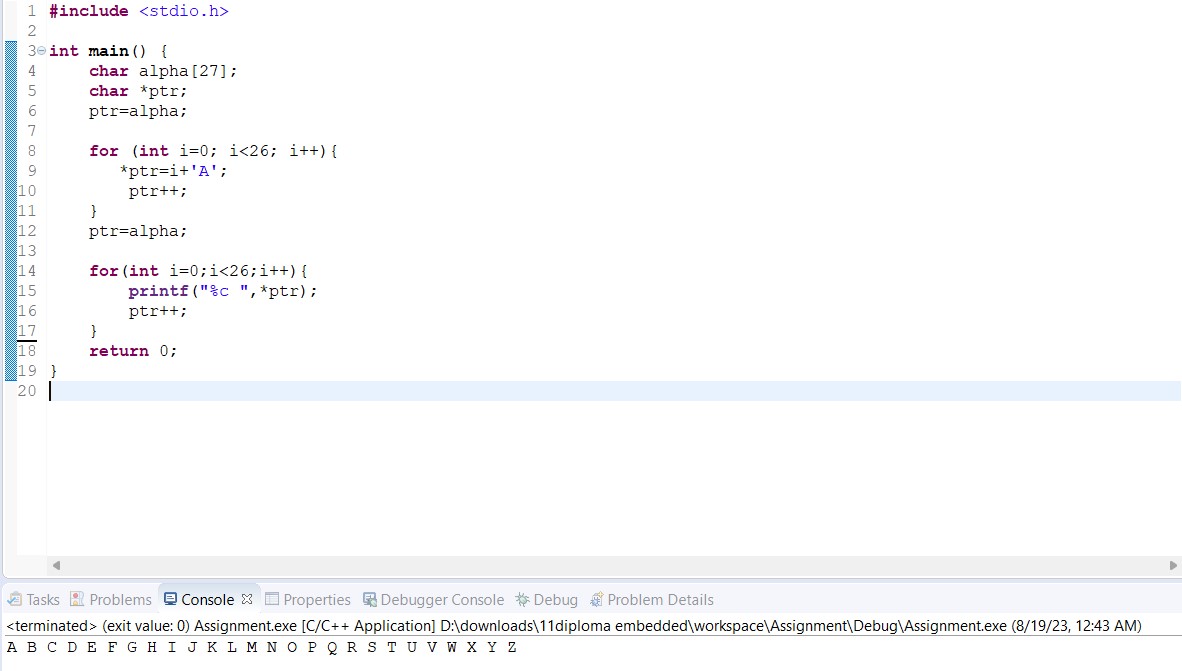 1 #include <stdio.h>
2
3 int main() {
4     char alpha[27];
5     char *ptr;
6     ptr=alpha;
7
8     for (int i=0; i<26; i++){
9        *ptr=i+'A';
10         ptr++;
11     }
12     ptr=alpha;
13
14     for(int i=0;i<26;i++){
15         printf("%c ",*ptr);
16         ptr++;
17     }
18     return 0;
19 }
20
Tasks Problems Console Properties Debugger Console Debug Problem Details
<terminated> (exit value: 0) Assignment.exe [C/C++ Application] D:\downloads\11diploma embedded\workspace\Assignment\Debug\Assignment.exe (8/19/23, 12:43 AM)
A B C D E F G H I J K L M N O P Q R S T U V W X Y Z